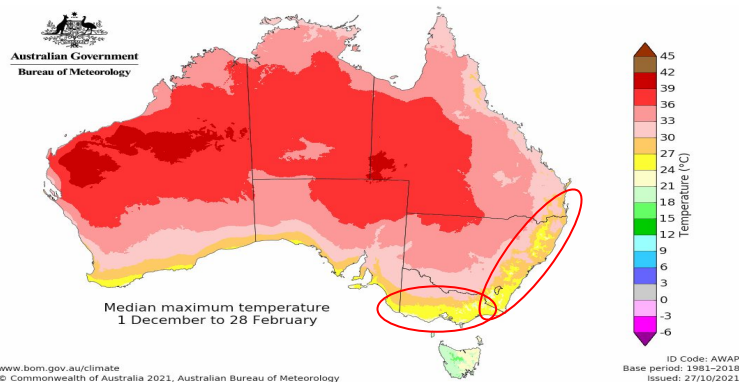 Australian Government
Bureau of Meteorology
45
42
39
36
33
30
27
24
21
18
15
12
9
6
3
0
-3
-6
Temperature (°C)
Median maximum temperature
1 December to 28 February
www.bom.gov.au/climate
© Commonwealth of Australia 2021, Australian Bureau of Meteorology
ID Code: AWAP
Base period: 1981-2018
Issued: 27/10/2021